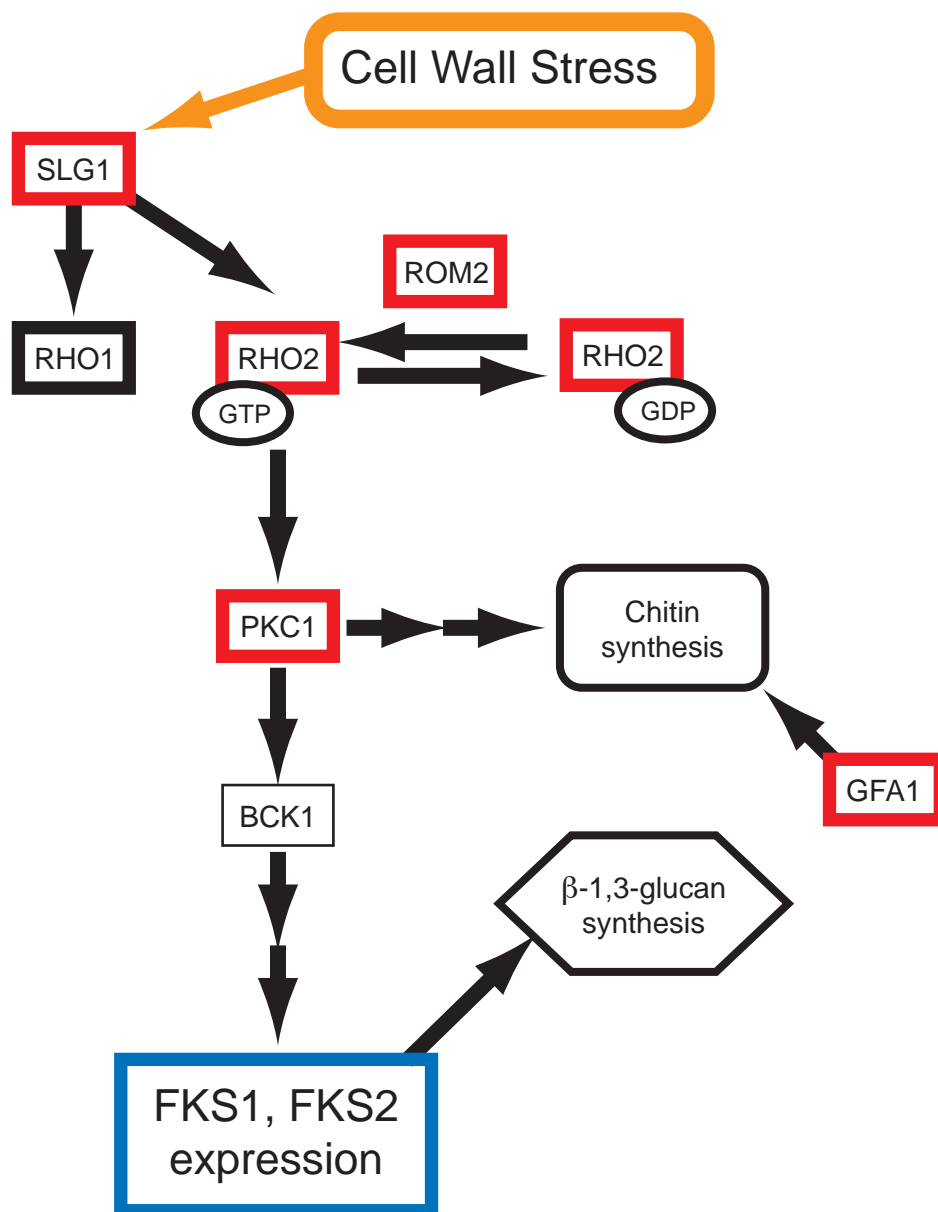 Cell Wall Stress
SLG1
ROM2
RHO1
RHO2
RHO2
GTP
GDP
PKC1
Chitin
synthesis
GFA1
BCK1
β-1,3-glucan
synthesis
FKS1, FKS2
expression